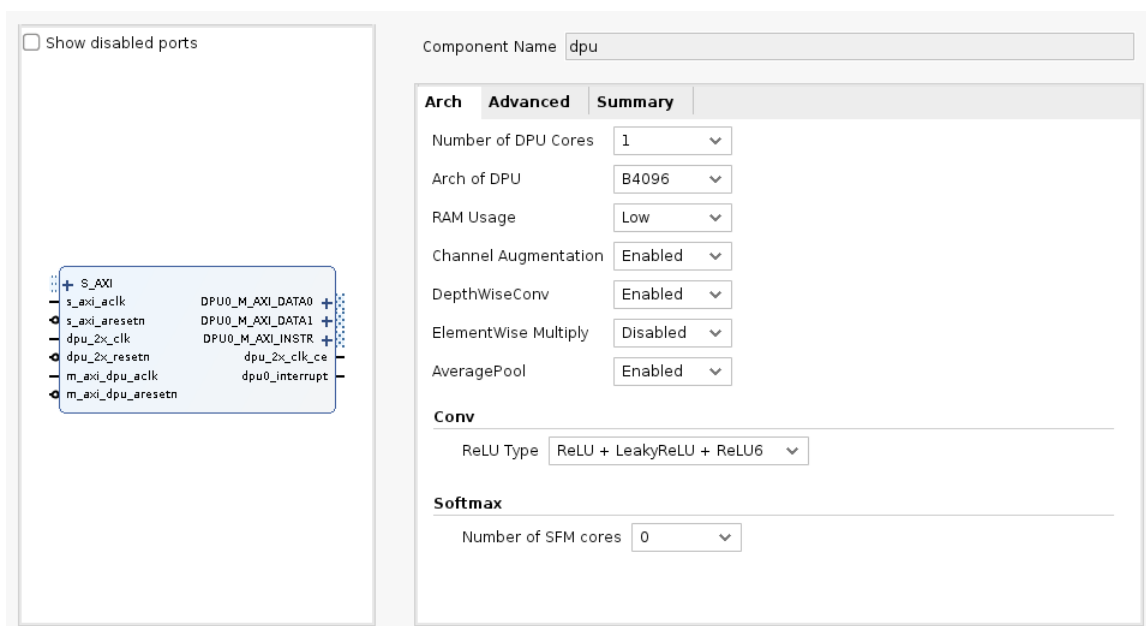 Show disabled ports
S_AXI
s_axi_aclk
s_axi_aresetn
dpu_2x_clk
dpu_2x_resetn
m_axi_dpu_aclk
m_axi_dpu_aresetn
DPU0_M_AXI_DATA0
DPU0_M_AXI_DATA1
DPU0_M_AXI_INSTR
dpu_2x_clk_ce
dpu0_interrupt
Component Name dpu
Arch Advanced Summary
Number of DPU Cores 1
Arch of DPU B4096
RAM Usage Low
Channel Augmentation Enabled
DepthWiseConv Enabled
ElementWise Multiply Disabled
AveragePool Enabled
Conv
ReLU Type ReLU + LeakyReLU + ReLU6
Softmax
Number of SFM cores 0